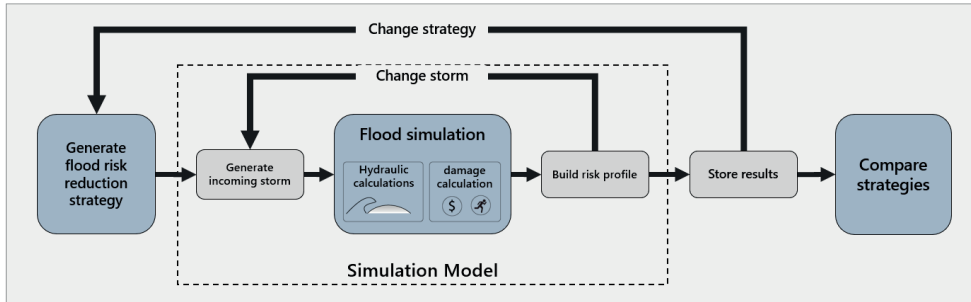 Change strategy
Change storm
Generate
flood risk
reduction
strategy
Generate
incoming storm
Flood simulation
Hydraulic
calculations
damage
calculation
$
Build risk profile
Store results
Compare
strategies
Simulation Model